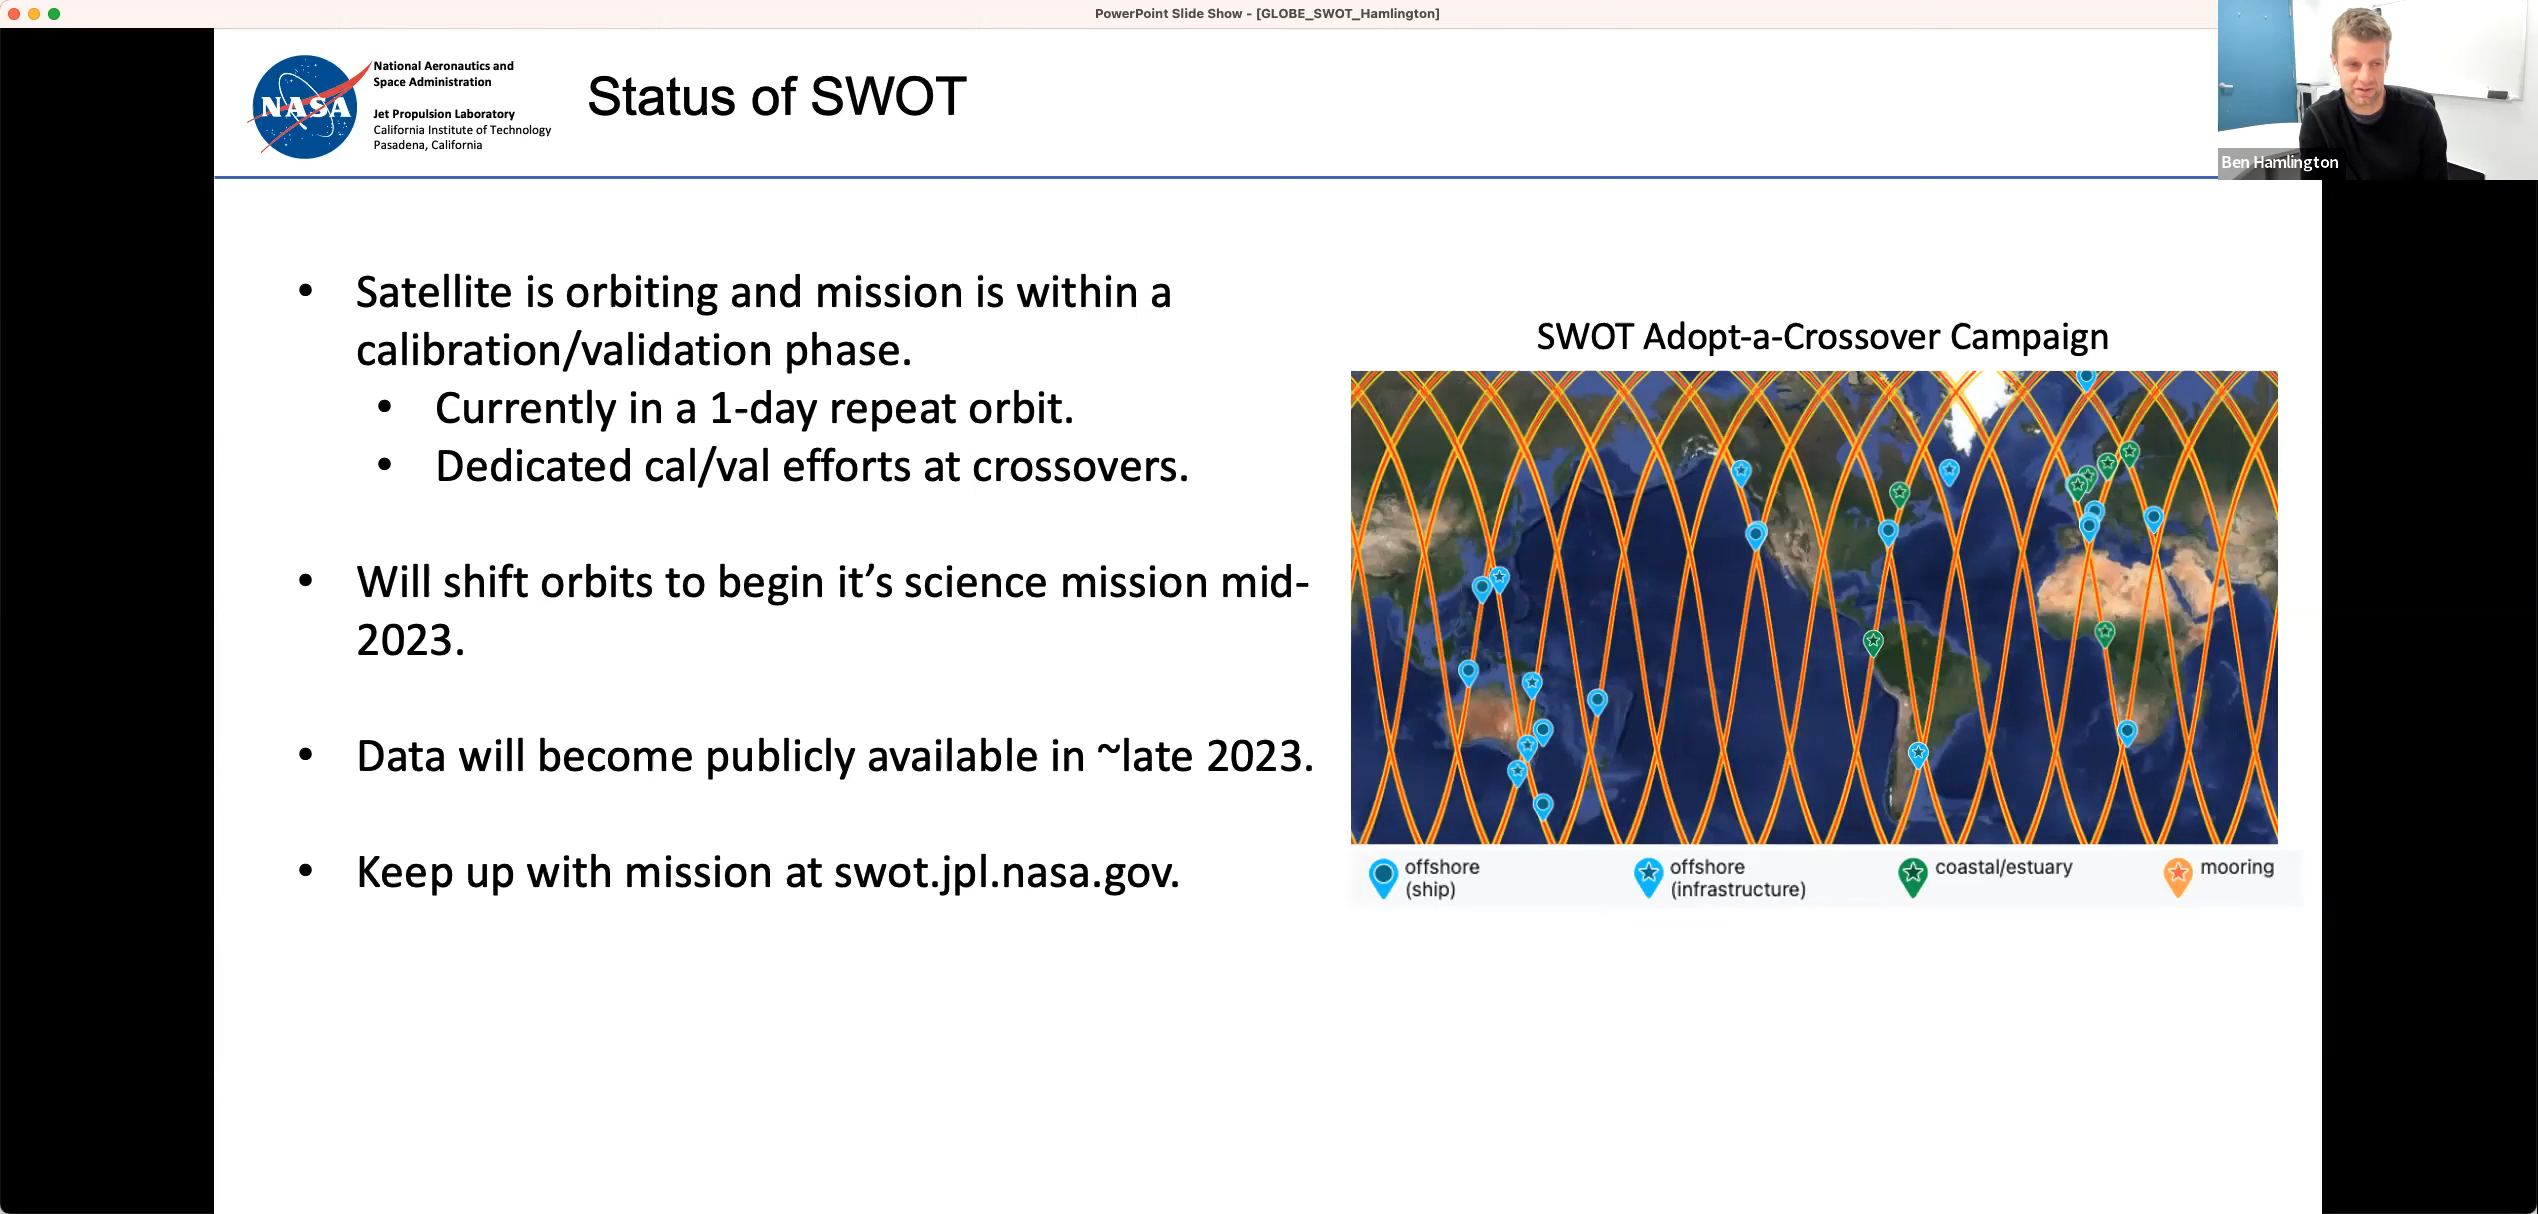 PowerPoint Slide Show - [GLOBE_SWOT_Hamlington]
NASA
National Aeronautics and
Space Administration
Jet Propulsion Laboratory
California Institute of Technology
Pasadena, California
Status of SWOT
Ben Hamlington
• Satellite is orbiting and mission is within a
calibration/validation phase.
• Currently in a 1-day repeat orbit.
• Dedicated cal/val efforts at crossovers.
• Will shift orbits to begin it’s science mission mid-
2023.
• Data will become publicly available in ~late 2023.
• Keep up with mission at swot.jpl.nasa.gov.
SWOT Adopt-a-Crossover Campaign
offshore
(ship)
offshore
(infrastructure)
coastal/estuary
mooring